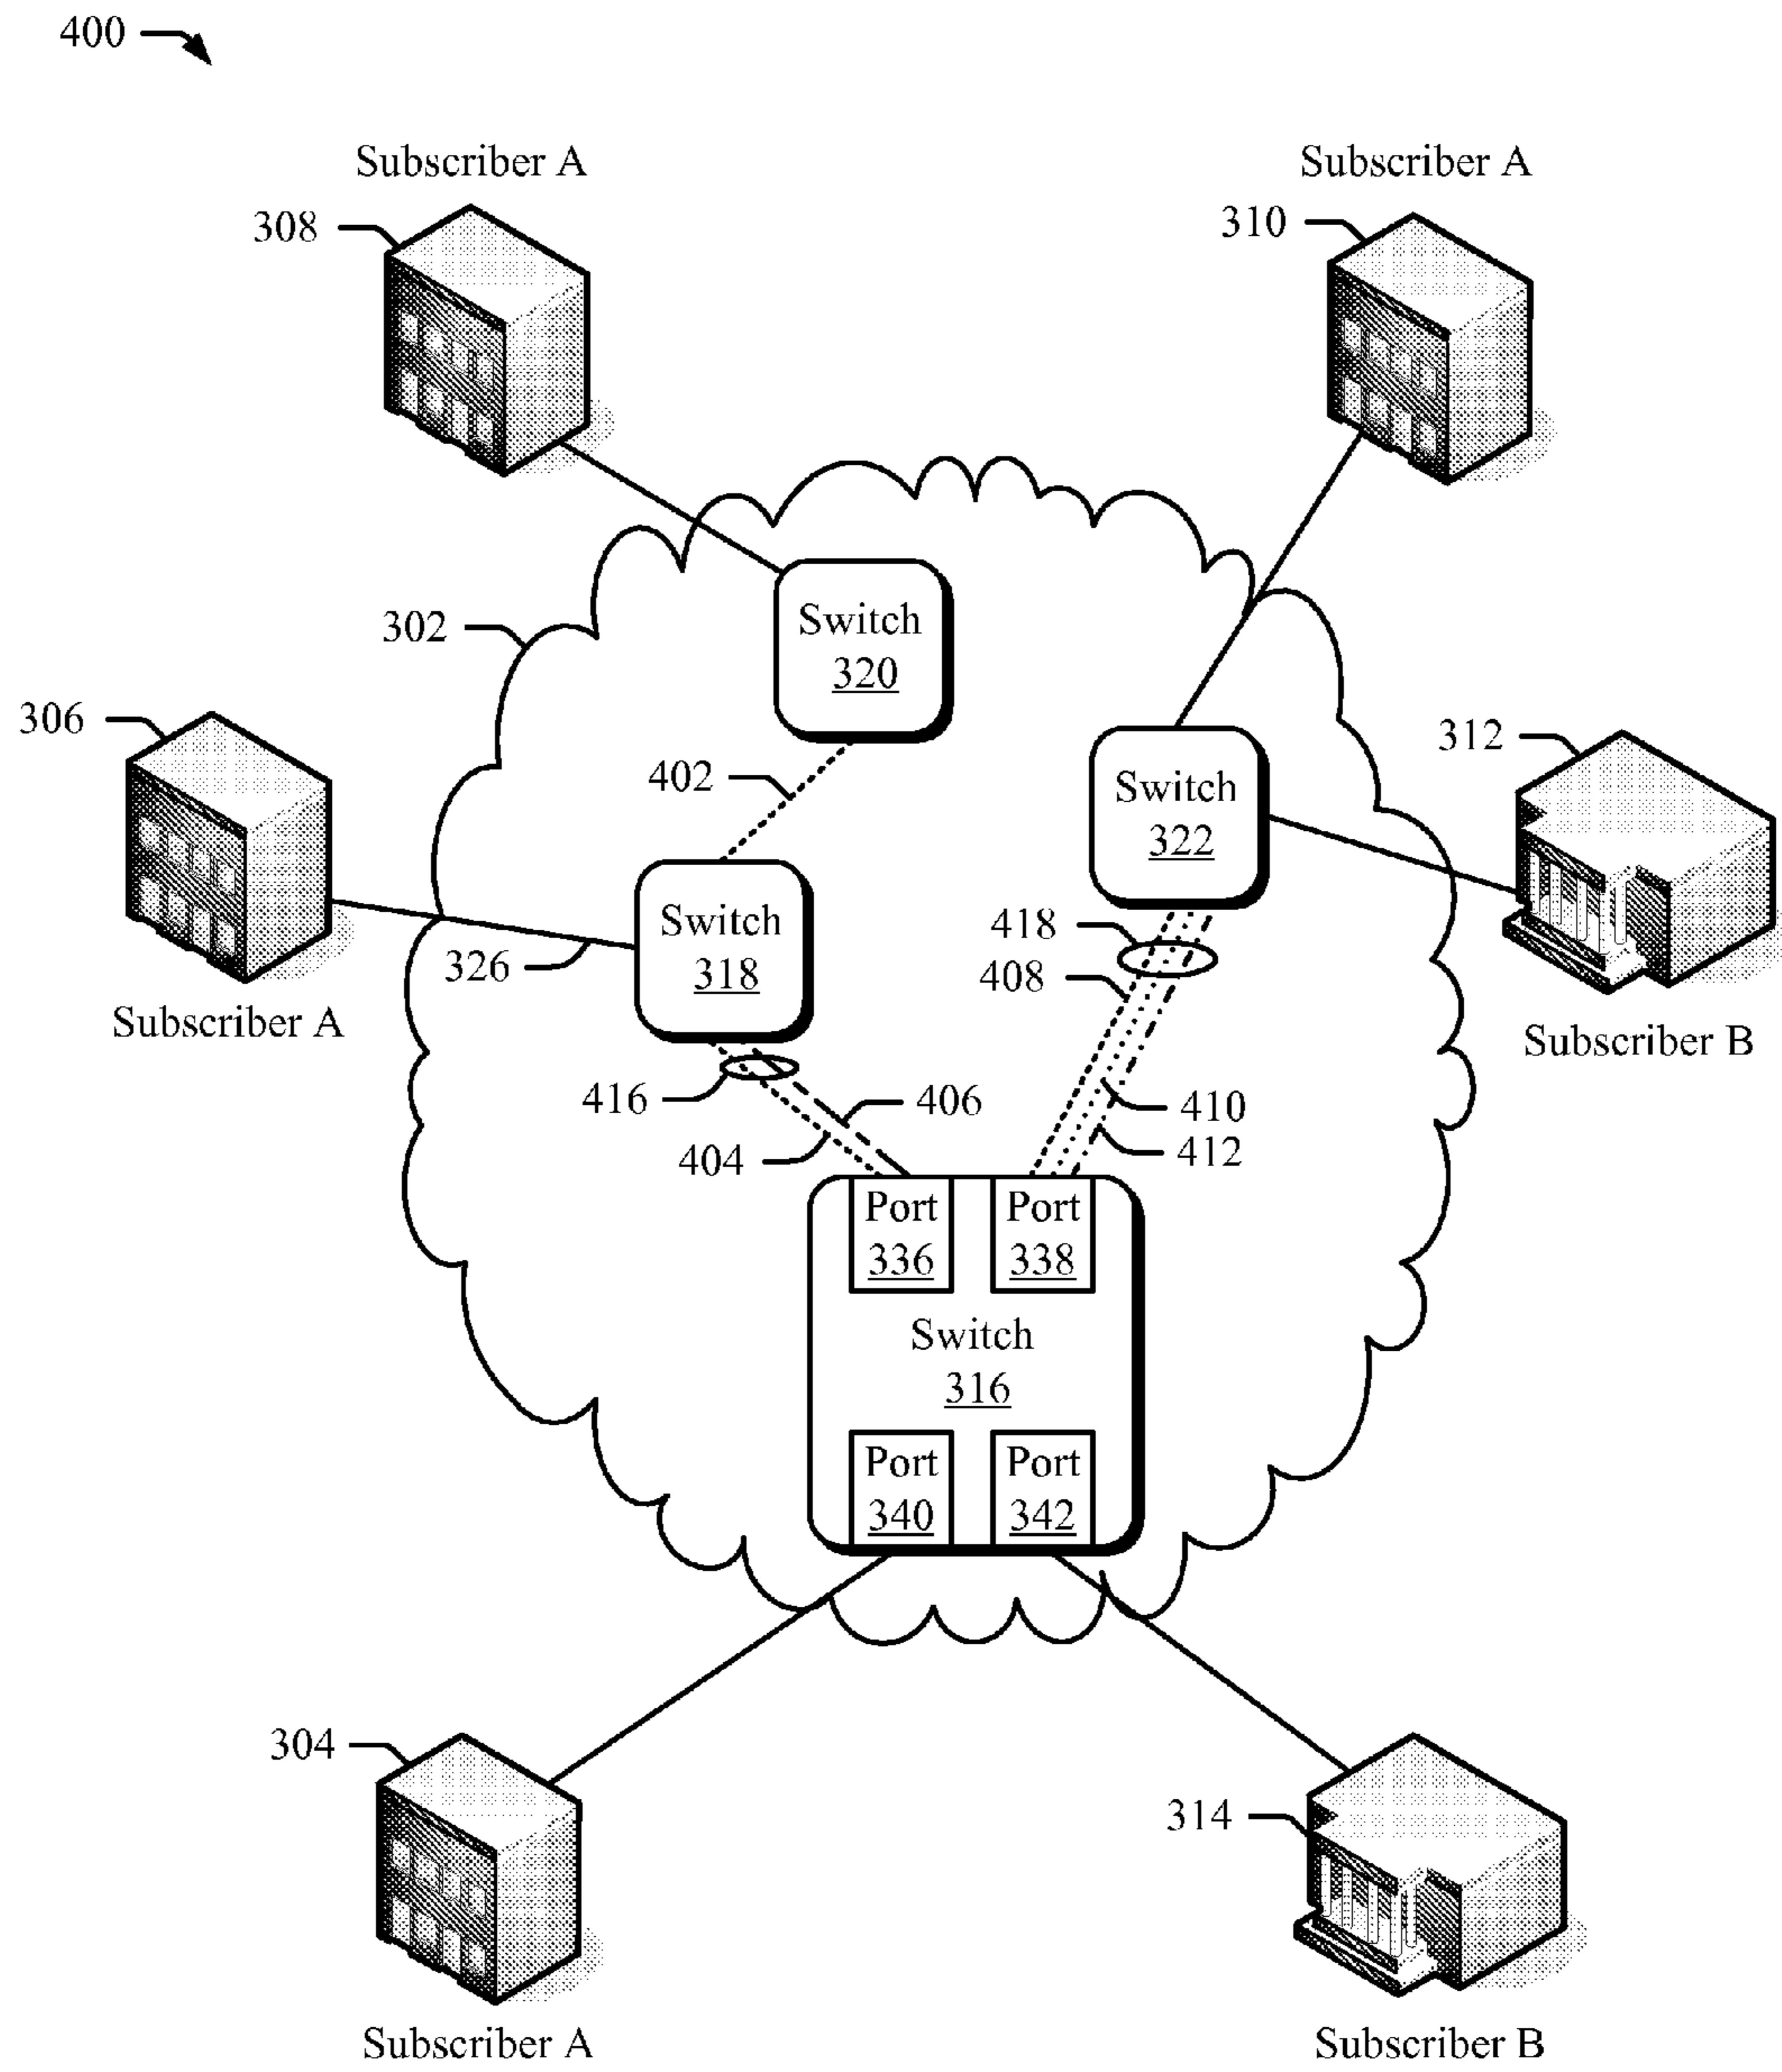 400
Subscriber A
Subscriber A
308
310
302
Switch
320
306
312
402
Switch
322
Switch
318
326
418
408
Subscriber A
Subscriber B
416
406
410
404
412
Port
336
Port
338
Switch
316
Port
340
Port
342
304
314
Subscriber A
Subscriber B